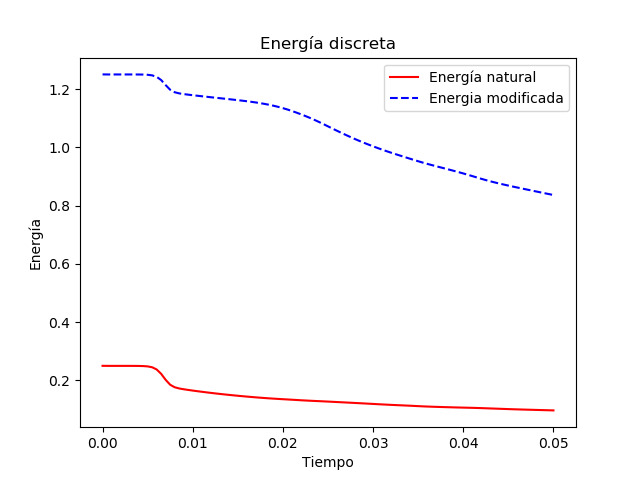 Energía discreta
Energía natural
Energia modificada
Energía
1.2
1.0
0.8
0.6
0.4
0.2
0.00 0.01 0.02 0.03 0.04 0.05
Tiempo